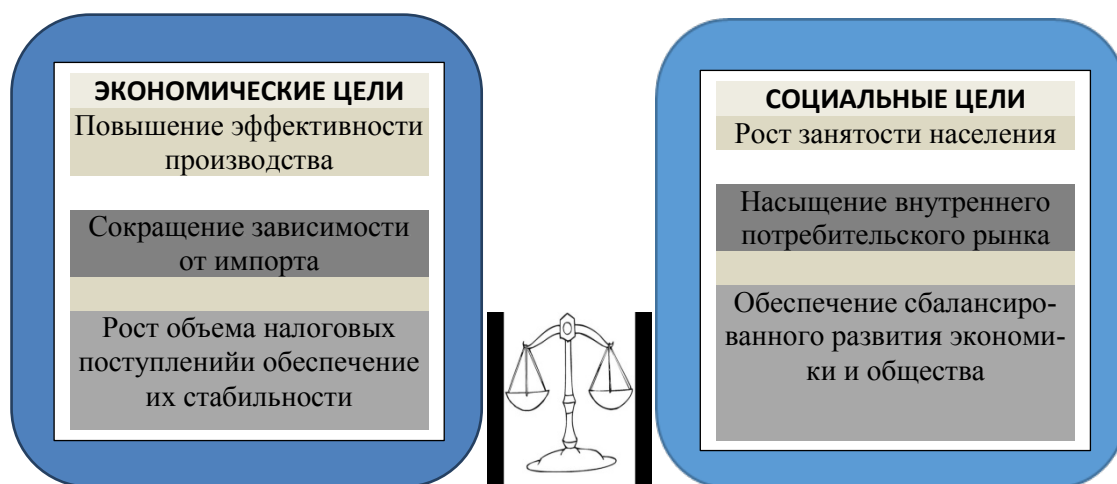 ЭКОНОМИЧЕСКИЕ ЦЕЛИ
Повышение эффективности
производства
Сокращение зависимости
от импорта
Рост объема налоговых
поступленийи обеспечение
их стабильности
СОЦИАЛЬНЫЕ ЦЕЛИ
Рост занятости населения
Насыщение внутреннего
потребительского рынка
Обеспечение сбалансиро-
ванного развития экономи-
ки и общества